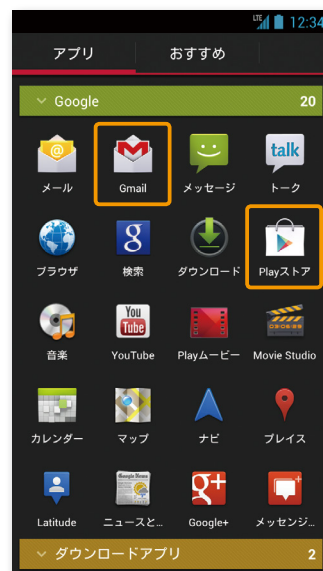 LTE 12:34
アプリ おすすめ
Google 20
@
メール Gmail メッセージ トーク
talk
g
ブラウザ 検索 ダウンロード Playストア
You Tube
03:06:89
音楽 YouTube Playムービー Movie Studio
カレンダー マップ ナビ プレイス
Google News
g+
Latitude ニュースと... Google+ メッセンジ...
ダウンロードアプリ 2